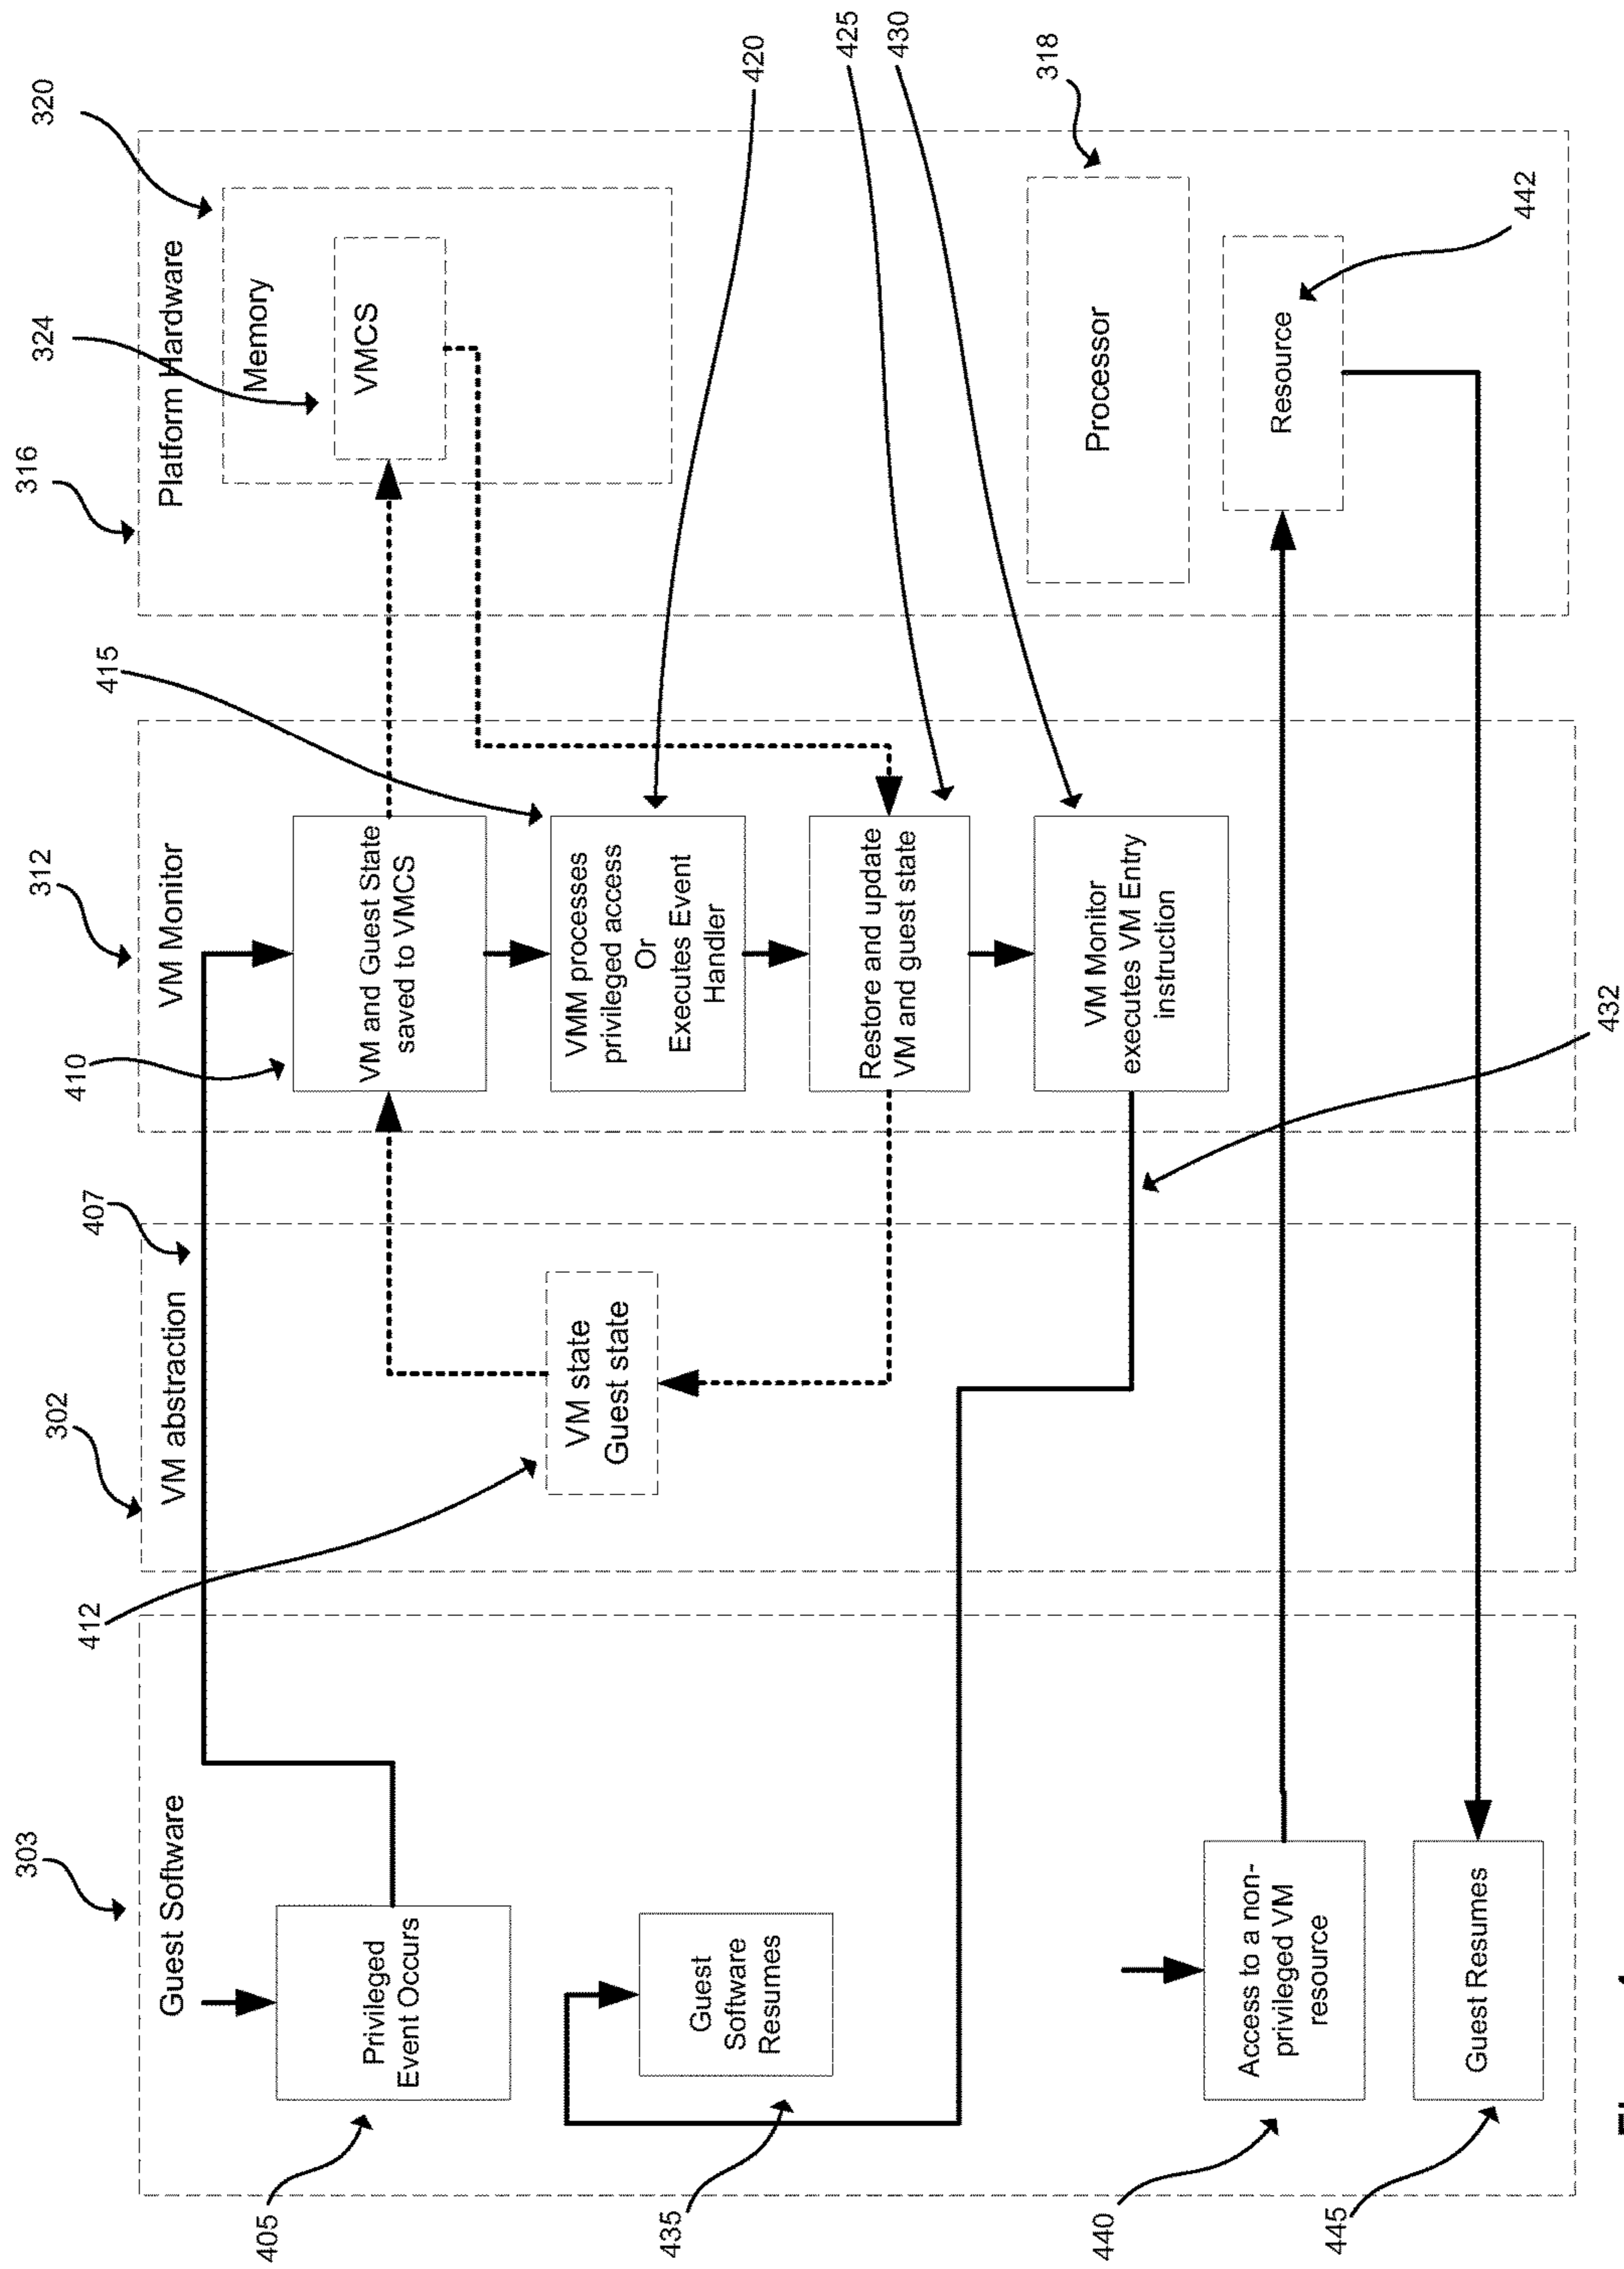 303
Guest Software
405
Privileged
Event Occurs
435
Guest
Software
Resumes
440
Access to a non-
privileged VM
resource
445
Guest Resumes
302
VM abstraction
407
412
VM state
Guest state
312
VM Monitor
410
VM and Guest State
saved to VMCS
415
VMM processes
privileged access
Or
Executes Event
Handler
420
Restore and update
VM and guest state
425
VM Monitor
executes VM Entry
instruction
430
432
316
Platform Hardware
320
Memory
324
VMCS
318
Processor
Resource
442